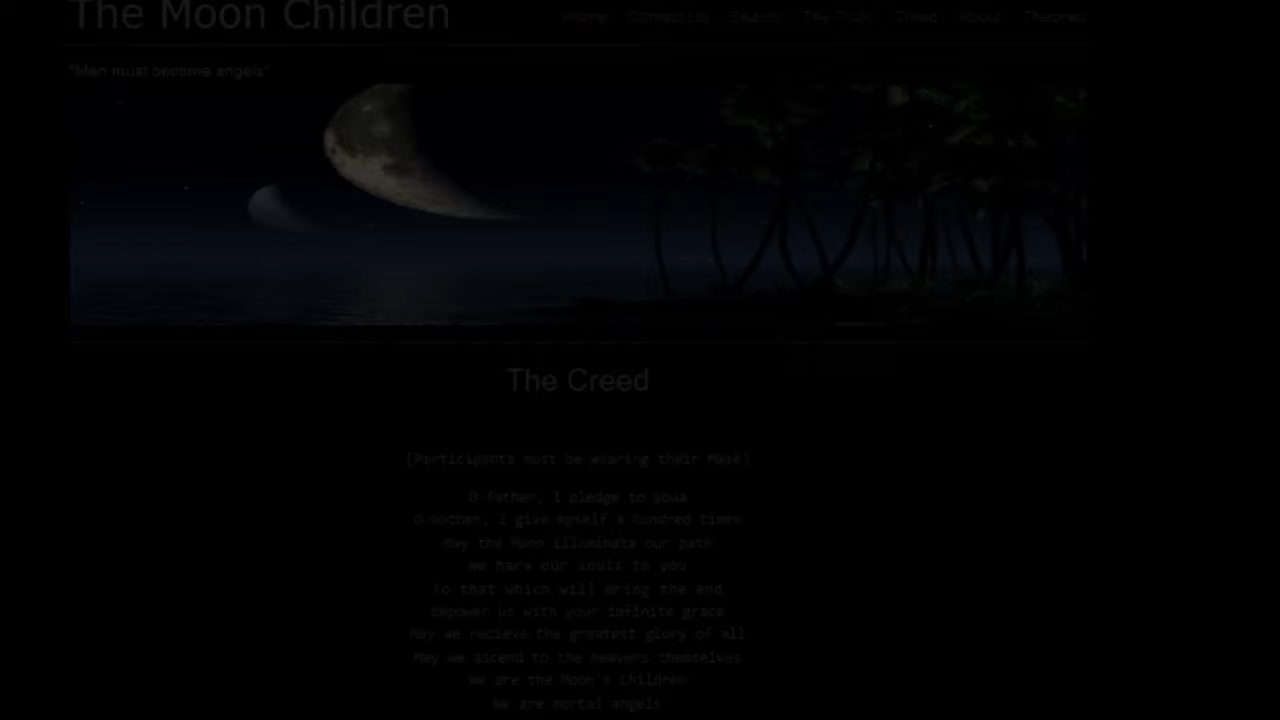 The Moon Children
Home Search The Truth Creed About Themes
"Men must become angels"
The Creed
[Participants must be wearing their Mask]
O Father, i pledge to youa
O mother, i give myself a hundred times
May the Moon illuminate our path
We bare our souls to you
To that which will bring the end
Empower us with your infinite grace
May we recieve the greatest glory of all
May we ascend to the heavens themselves
We are the Moon's Children
We are mortal angels